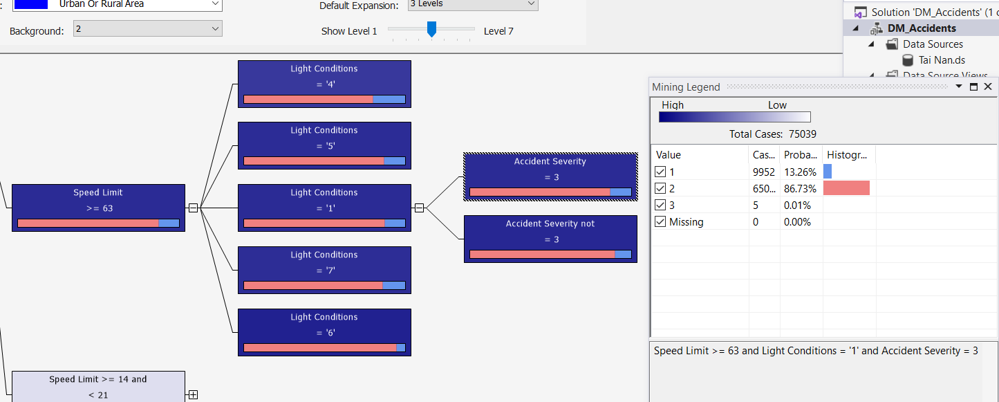 : Urban Or Rural Area
Default Expansion: 3 Levels
Background: 2
Show Level 1 Level 7
Solution 'DM_Accidents' (1
DM_Accidents
Data Sources
Tai Nan.ds
Data Source Views
Speed Limit
>= 63
Light Conditions
= '4'
Light Conditions
= '5'
Light Conditions
= '1'
Light Conditions
= '7'
Light Conditions
= '6'
Accident Severity
= 3
Accident Severity not
= 3
Speed Limit >= 14 and
< 21
Mining Legend
High Low
Total Cases: 75039
Value Cas... Proba... Histogr...
1 9952 13.26%
2 650... 86.73%
3 5 0.01%
Missing 0 0.00%
Speed Limit >= 63 and Light Conditions = '1' and Accident Severity = 3